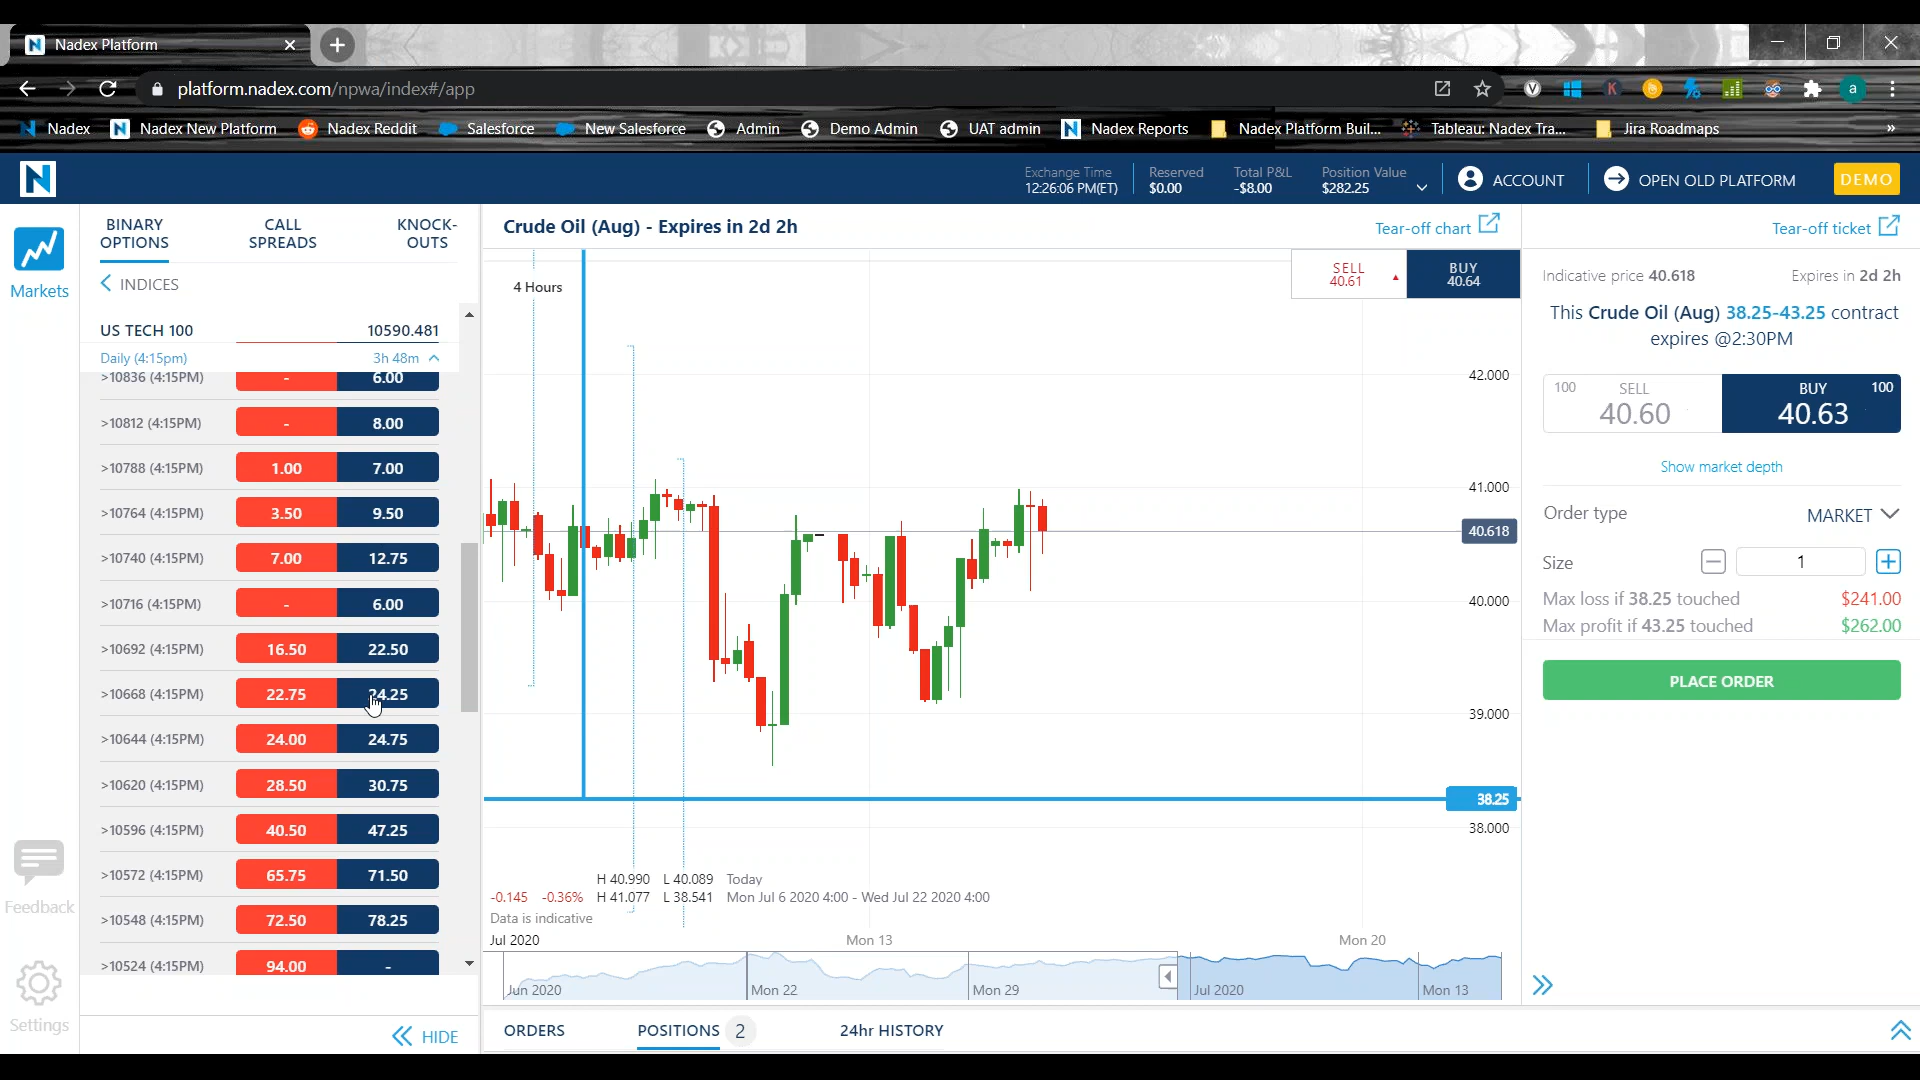 Nadex Platform
platform.nadex.com/npwa/index#/app
Nadex
Nadex New Platform
Nadex Reddit
Salesforce
New Salesforce
Admin
Demo Admin
UAT admin
Nadex Reports
Nadex Platform Buil...
Tableau: Nadex Tra...
Jira Roadmaps
»
Exchange Time
12:26:06 PM(ET)
Reserved
$0.00
Total P&L
-$8.00
Position Value
$282.25
ACCOUNT
OPEN OLD PLATFORM
DEMO
Markets
Feedback
Settings
BINARY
OPTIONS
CALL
SPREADS
KNOCK-
OUTS
INDICES
US TECH 100 10590.481
Daily (4:15pm) 3h 48m
>10836 (4:15PM) - 6.00
>10812 (4:15PM) - 8.00
>10788 (4:15PM) 1.00 7.00
>10764 (4:15PM) 3.50 9.50
>10740 (4:15PM) 7.00 12.75
>10716 (4:15PM) - 6.00
>10692 (4:15PM) 16.50 22.50
>10668 (4:15PM) 22.75 24.25
>10644 (4:15PM) 24.00 24.75
>10620 (4:15PM) 28.50 30.75
>10596 (4:15PM) 40.50 47.25
>10572 (4:15PM) 65.75 71.50
>10548 (4:15PM) 72.50 78.25
>10524 (4:15PM) 94.00 -
HIDE
Crude Oil (Aug) - Expires in 2d 2h
Tear-off chart
4 Hours
SELL
40.61
BUY
40.64
42.000
41.000
40.618
40.000
39.000
38.25
38.000
H 40.990 L 40.089 Today
-0.145 -0.36% H 41.077 L 38.541 Mon Jul 6 2020 4:00 - Wed Jul 22 2020 4:00
Data is indicative
Jul 2020 Mon 13 Mon 20
Jun 2020 Mon 22 Mon 29 Jul 2020 Mon 13
ORDERS
POSITIONS 2
24hr HISTORY
Tear-off ticket
Indicative price 40.618 Expires in 2d 2h
This Crude Oil (Aug) 38.25-43.25 contract
expires @2:30PM
100 SELL
40.60
BUY 100
40.63
Show market depth
Order type MARKET
Size 1
Max loss if 38.25 touched $241.00
Max profit if 43.25 touched $262.00
PLACE ORDER